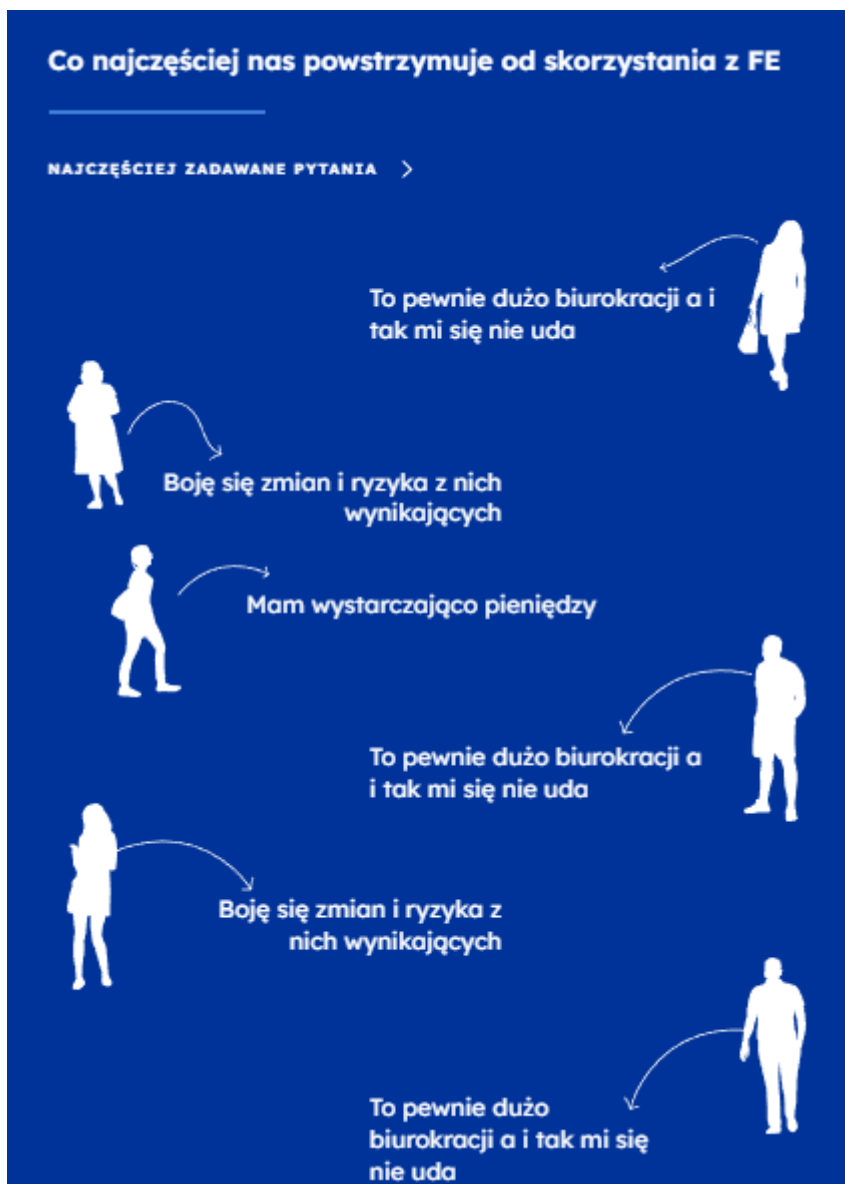 Co najczęściej nas powstrzymuje od skorzystania z FE
NAJCZĘŚCIEJ ZADAWANE PYTANIA
To pewnie dużo biurokracji a i
tak mi się nie uda
Boję się zmian i ryzyka z nich
wynikających
Mam wystarczająco pieniędzy
To pewnie dużo biurokracji a
i tak mi się nie uda
Boję się zmian i ryzyka z
nich wynikających
To pewnie dużo
biurokracji a i tak mi się
nie uda